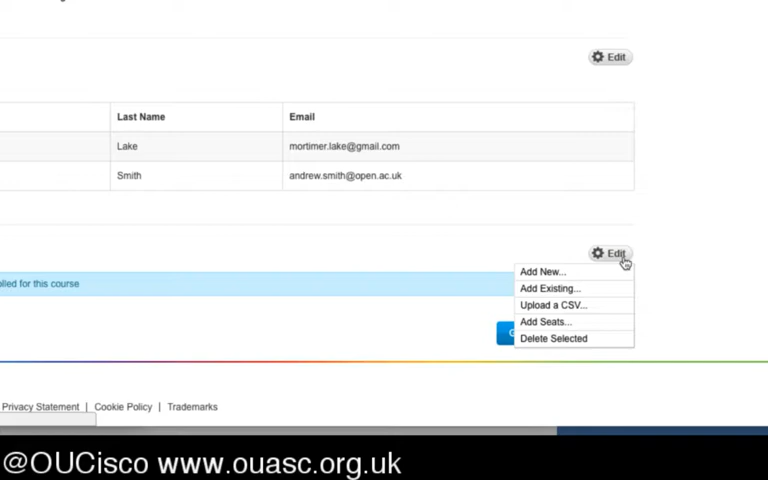 Edit
Last Name Email
Lake mortimer.lake@gmail.com
Smith andrew.smith@open.ac.uk
Edit
Add New...
lled for this course
Add Existing...
Upload a CSV...
Add Seats...
Delete Selected
Privacy Statement | Cookie Policy | Trademarks
@OUCisco www.ouasc.org.uk